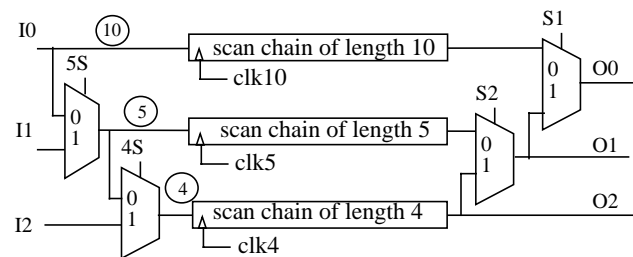 I0
10
scan chain of length 10
S1
clk10
0
1
O0
5S
I1
0
1
5
scan chain of length 5
S2
clk5
0
1
O1
4S
I2
0
1
4
scan chain of length 4
clk4
O2